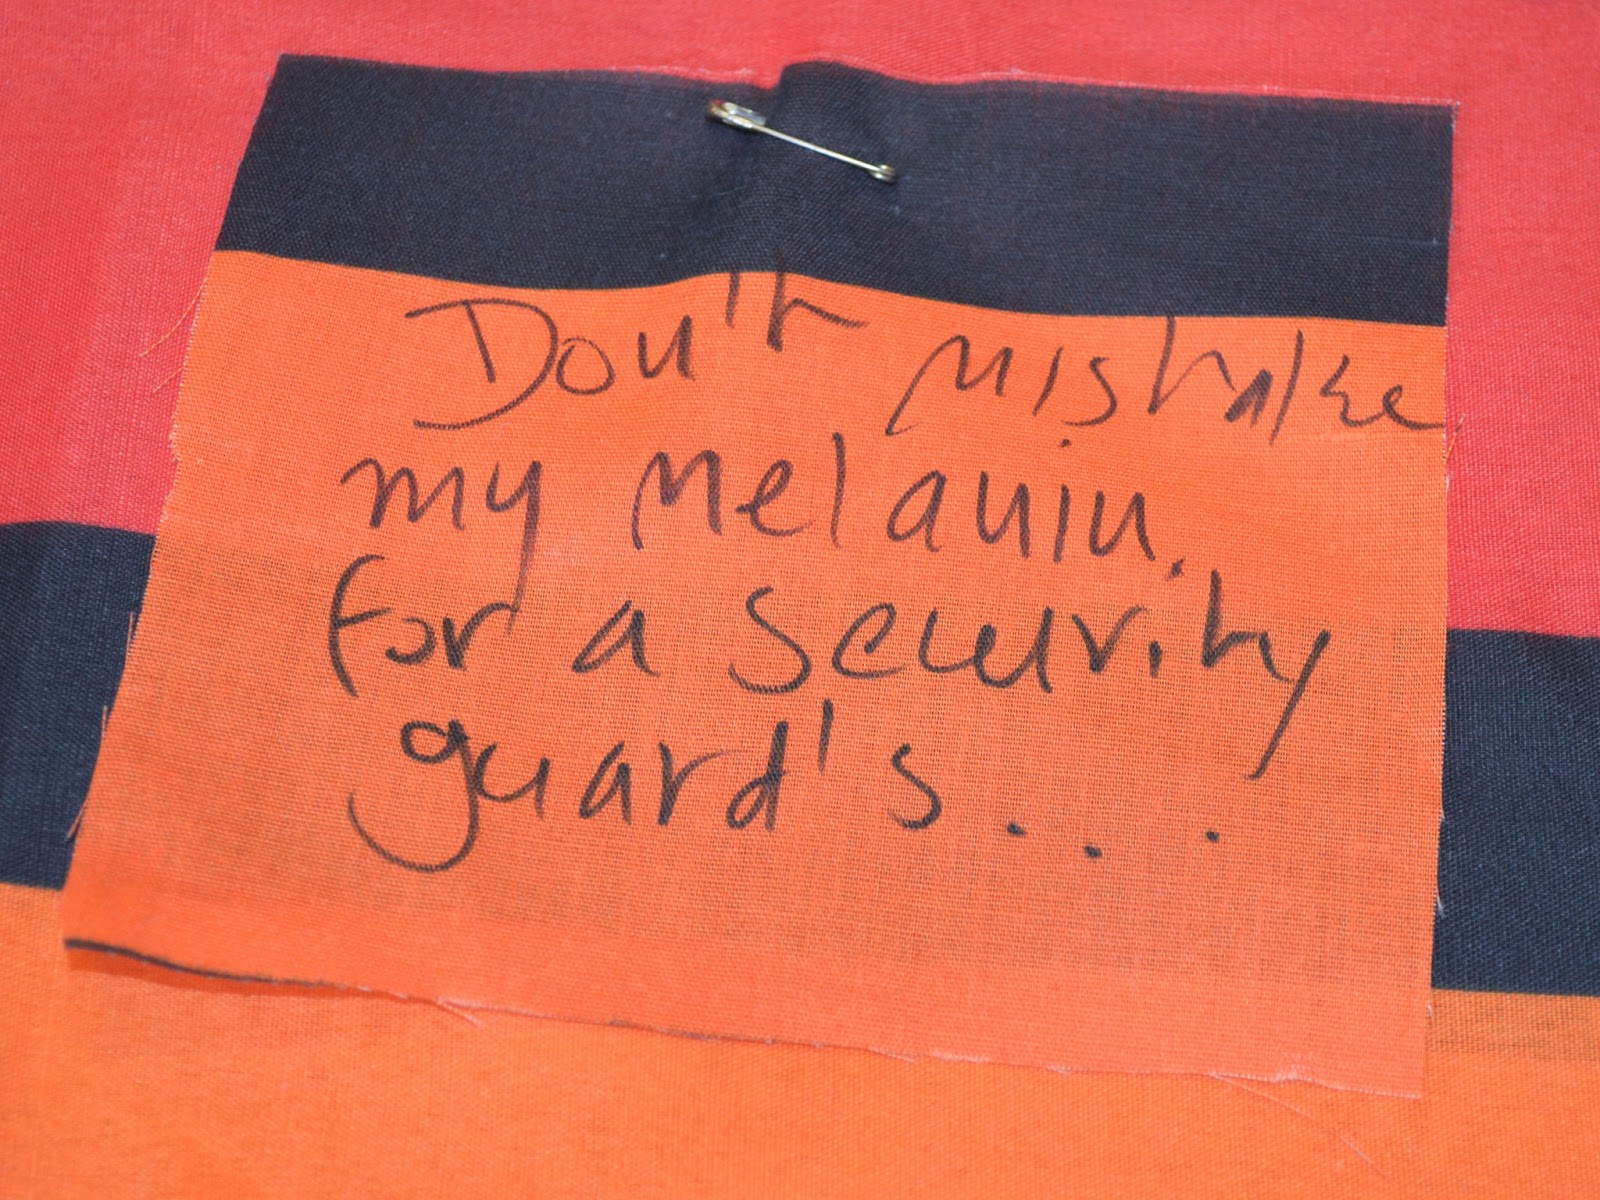 Don't mistake
my Melanin.
for a Security
guard's...